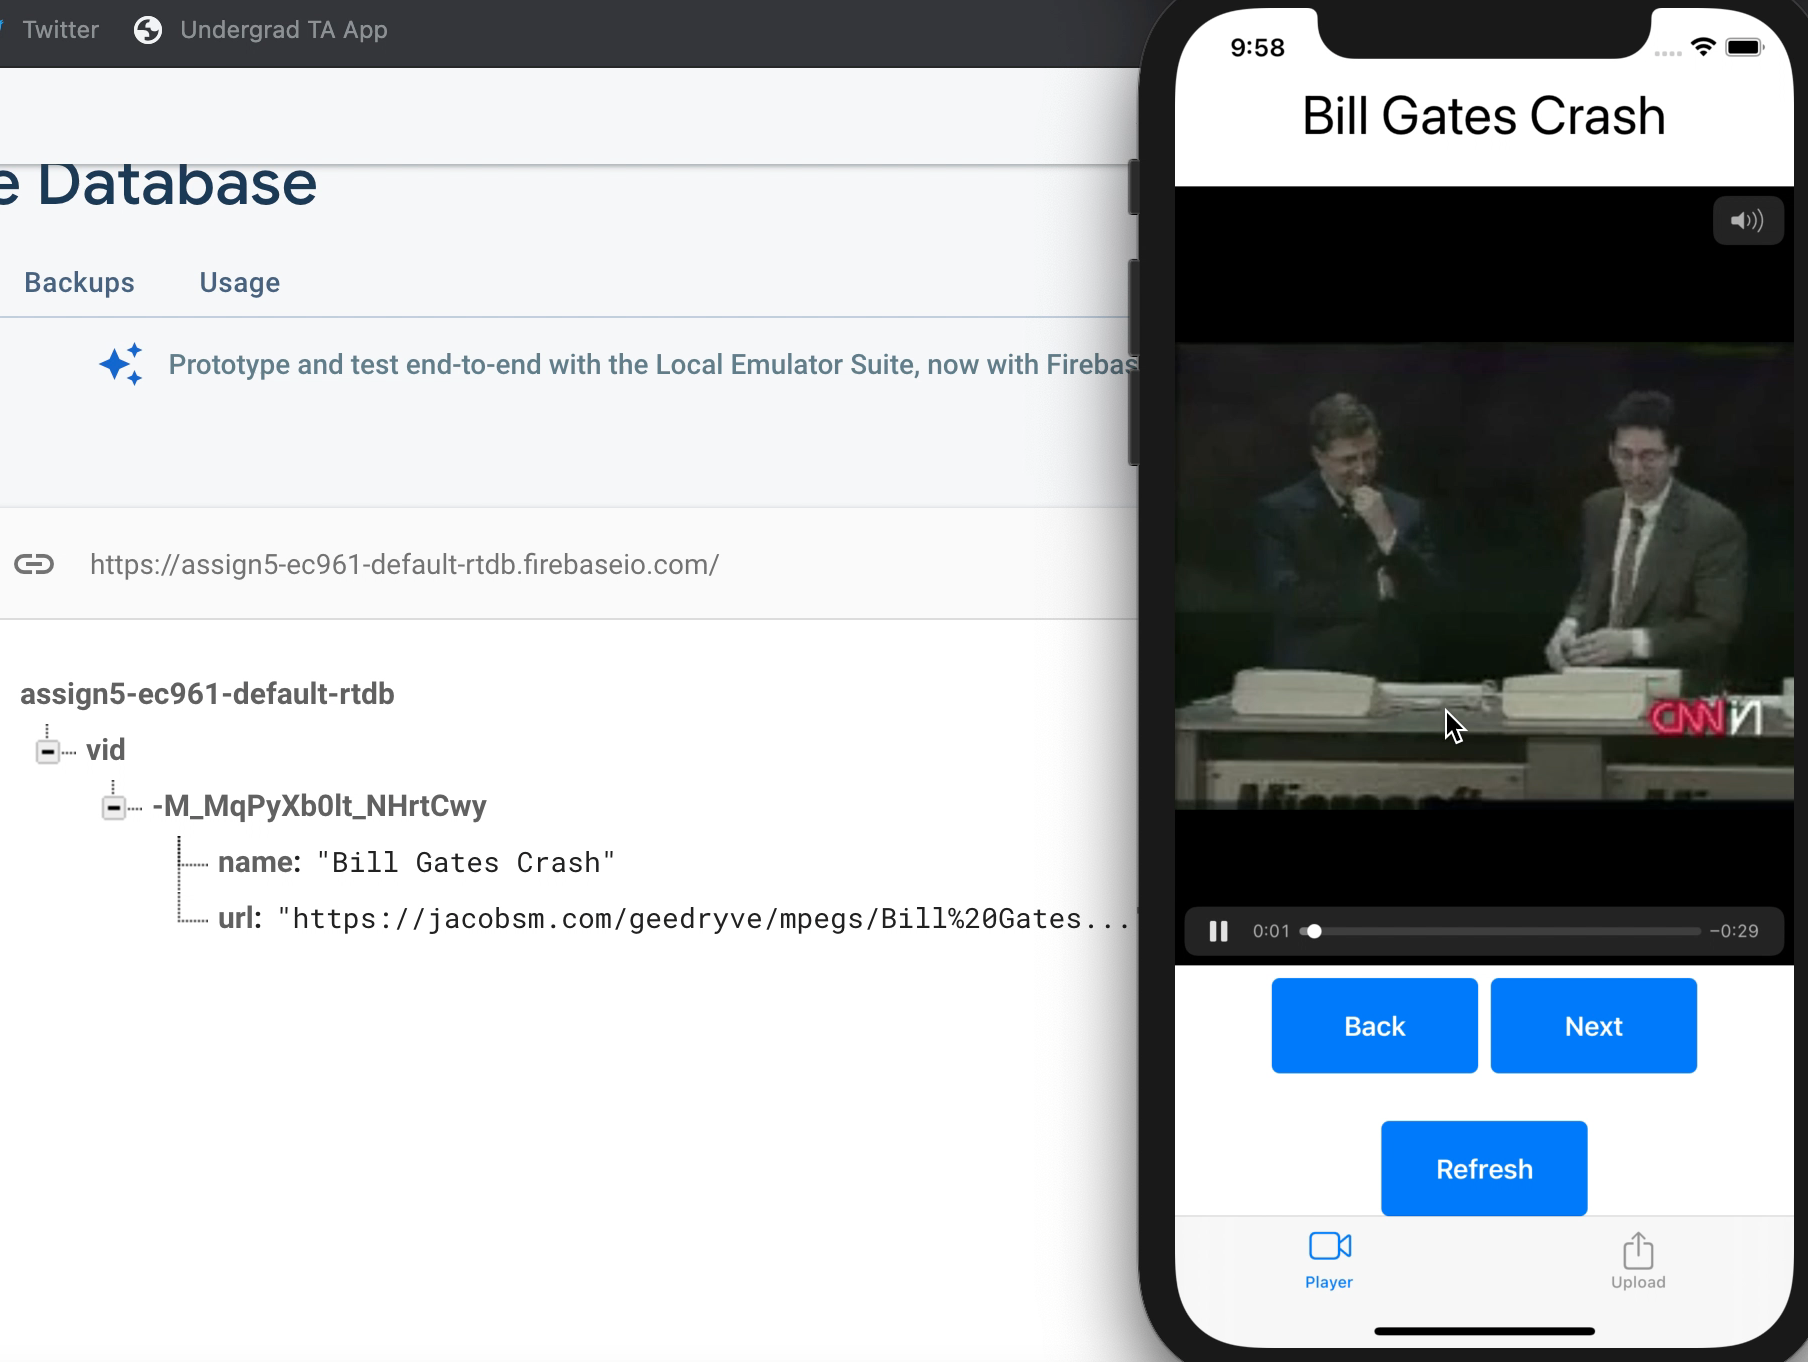 Twitter
Undergrad TA App
e Database
Backups
Usage
Prototype and test end-to-end with the Local Emulator Suite, now with Firebas
https://assign5-ec961-default-rtdb.firebaseio.com/
assign5-ec961-default-rtdb
vid
-M_MqPyXb0lt_NHrtCwy
name: "Bill Gates Crash"
url: "https://jacobsm.com/geedryve/mpegs/Bill%20Gates..."
9:58
Bill Gates Crash
CNN
0:01
−0:29
Back
Next
Refresh
Player
Upload